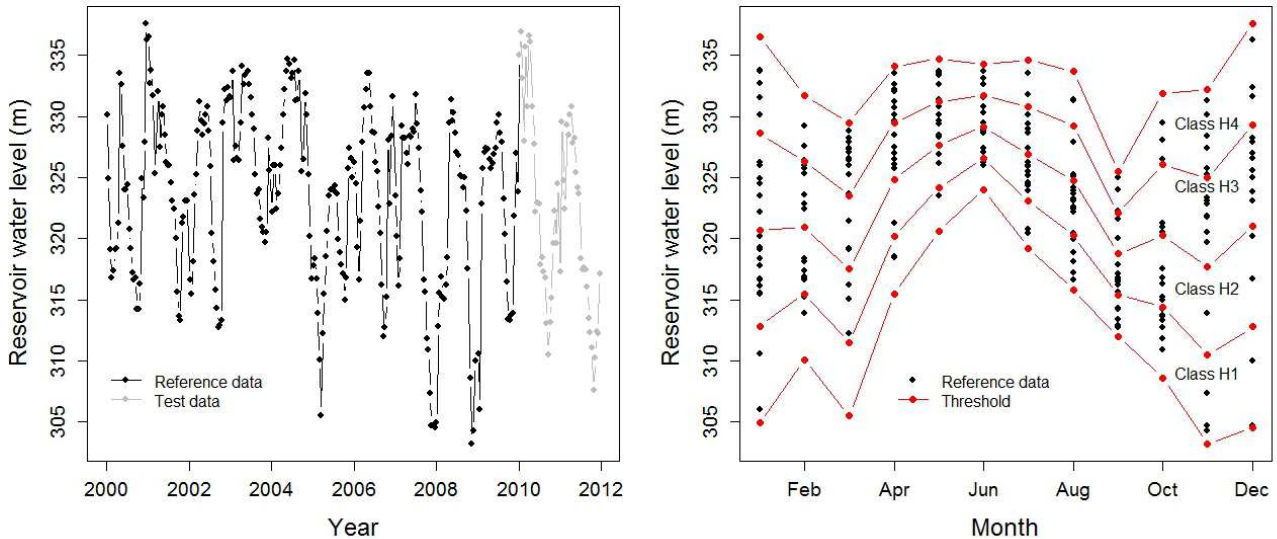 Reservoir water level (m)
335
330
325
320
315
310
305
Reference data
Test data
2000 2002 2004 2006 2008 2010 2012
Year
Reservoir water level (m)
335
330
325
320
315
310
305
Class H4
Class H3
Class H2
Class H1
Reference data
Threshold
Feb Apr Jun Aug Oct Dec
Month